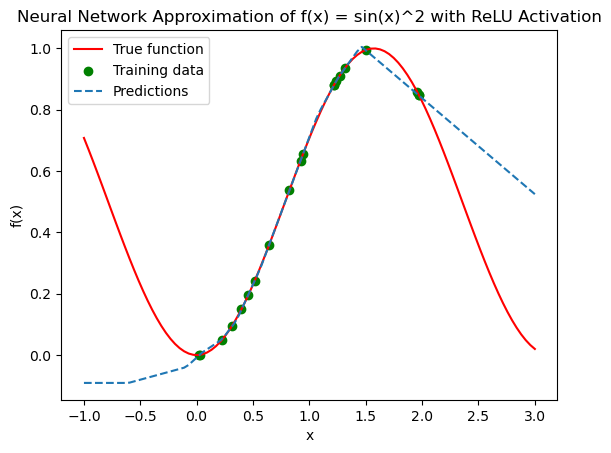 Neural Network Approximation of f(x) = sin(x)^2 with ReLU Activation
True function
Training data
Predictions
f(x)
1.0
0.8
0.6
0.4
0.2
0.0
−1.0 −0.5 0.0 0.5 1.0 1.5 2.0 2.5 3.0
x